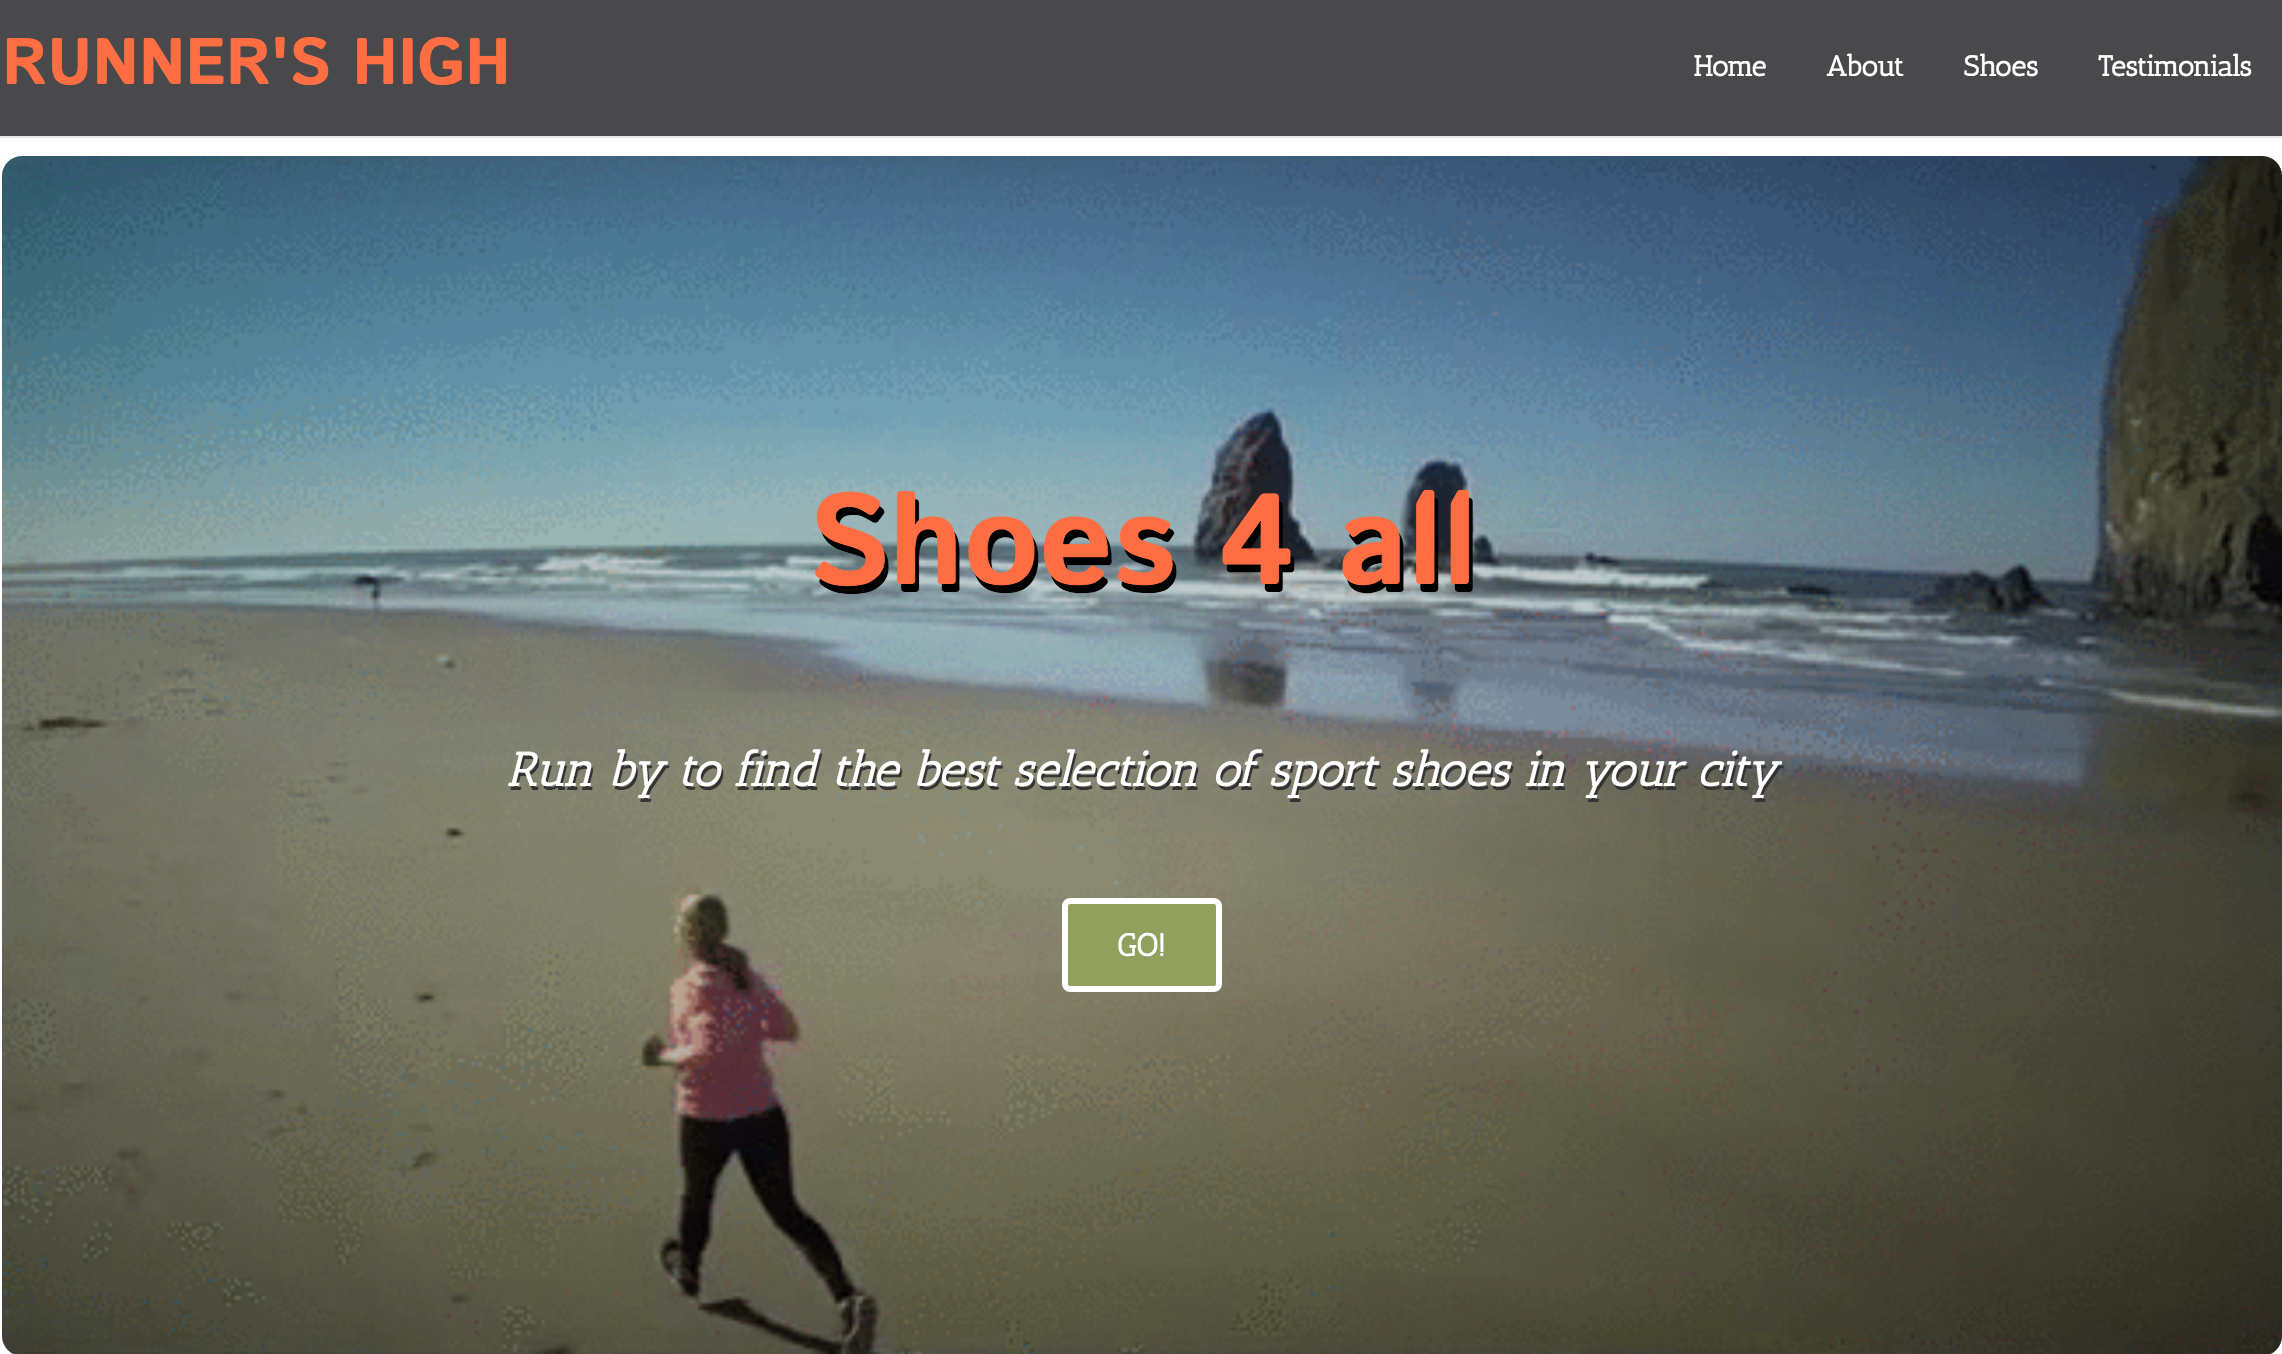 RUNNER'S HIGH
Home About Shoes Testimonials
Shoes 4 all
Run by to find the best selection of sport shoes in your city
GO!